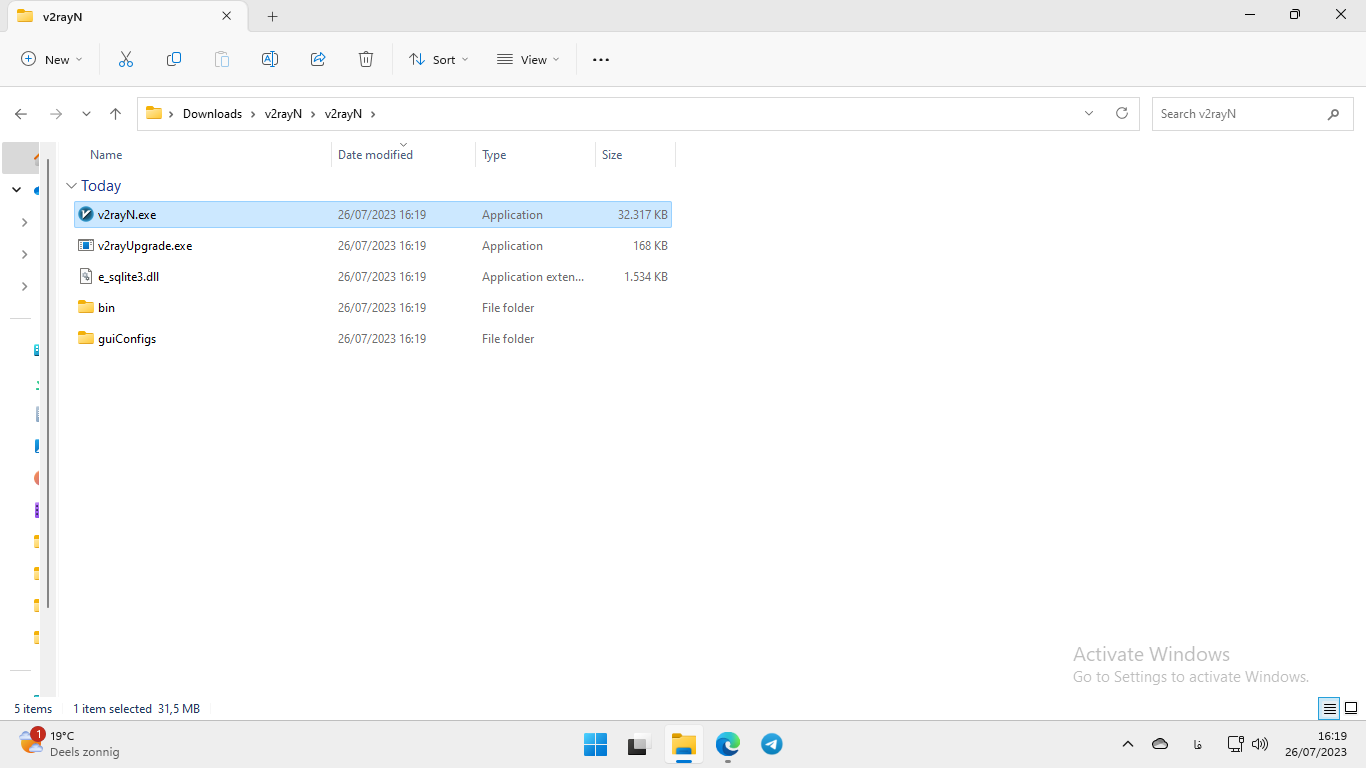 v2rayN
New
Sort
View
Downloads v2rayN v2rayN
Search v2rayN
Name Date modified Type Size
Today
v2rayN.exe 26/07/2023 16:19 Application 32.317 KB
v2rayUpgrade.exe 26/07/2023 16:19 Application 168 KB
e_sqlite3.dll 26/07/2023 16:19 Application exten... 1.534 KB
bin 26/07/2023 16:19 File folder
guiConfigs 26/07/2023 16:19 File folder
Activate Windows
Go to Settings to activate Windows.
5 items 1 item selected 31,5 MB
1
19°C
Deels zonnig
فا
16:19
26/07/2023